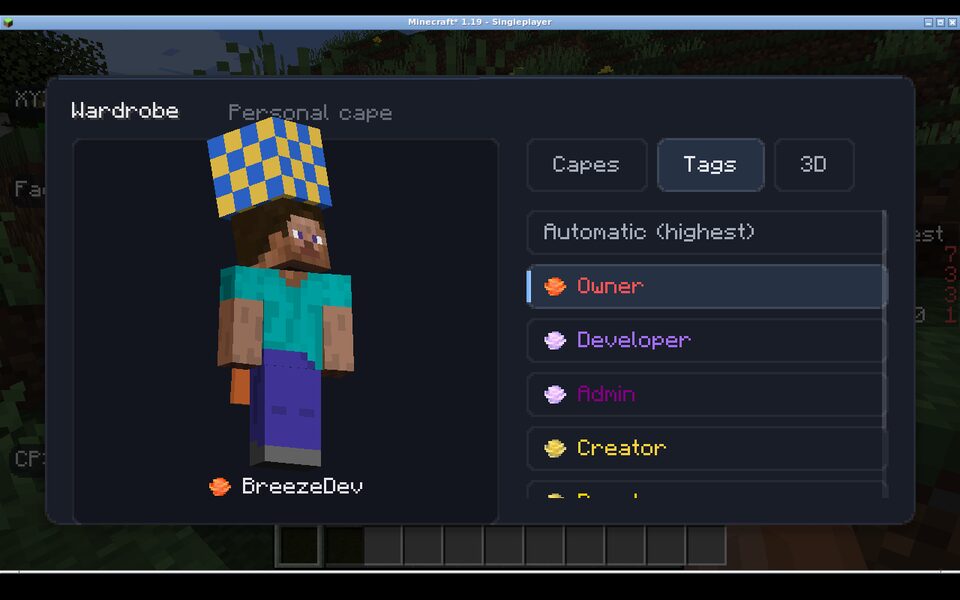 Minecraft* 1.19 - Singleplayer
Wardrobe
Personal cape
Capes
Tags
3D
Automatic (highest)
Owner
Developer
Admin
Creator
BreezeDev